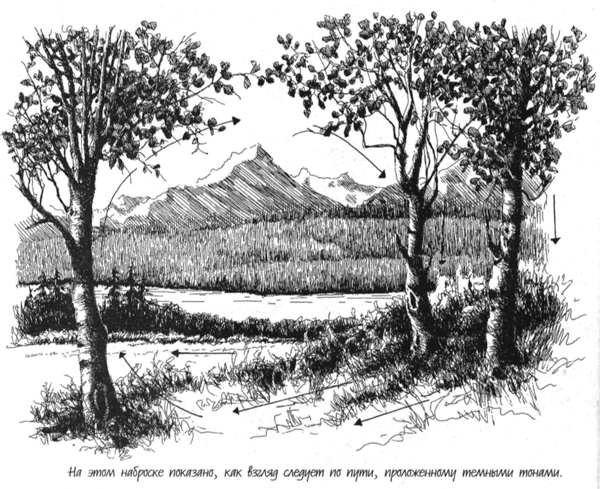 На этом наброске показано, как взгляд следует по пути, проложенному темными тонами.